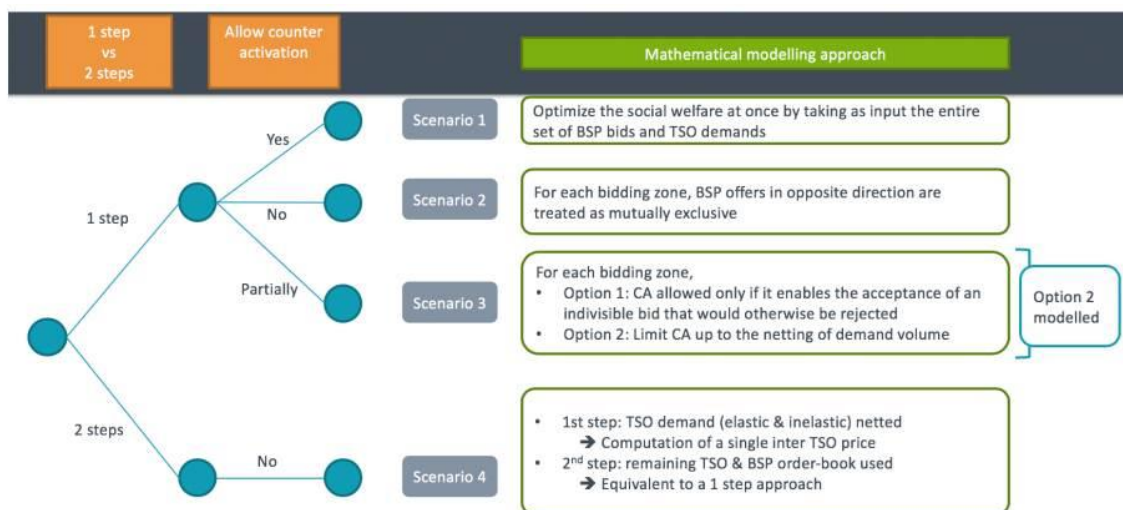 1 step
vs
2 steps
Allow counter
activation
Mathematical modelling approach
Yes
No
Partially
1 step
2 steps
No
Scenario 1
Optimize the social welfare at once by taking as input the entire
set of BSP bids and TSO demands
Scenario 2
For each bidding zone, BSP offers in opposite direction are
treated as mutually exclusive
Scenario 3
For each bidding zone,
• Option 1: CA allowed only if it enables the acceptance of an
indivisible bid that would otherwise be rejected
• Option 2: Limit CA up to the netting of demand volume
Option 2
modelled
Scenario 4
• 1st step: TSO demand (elastic & inelastic) netted
➔ Computation of a single inter TSO price
• 2nd step: remaining TSO & BSP order-book used
➔ Equivalent to a 1 step approach